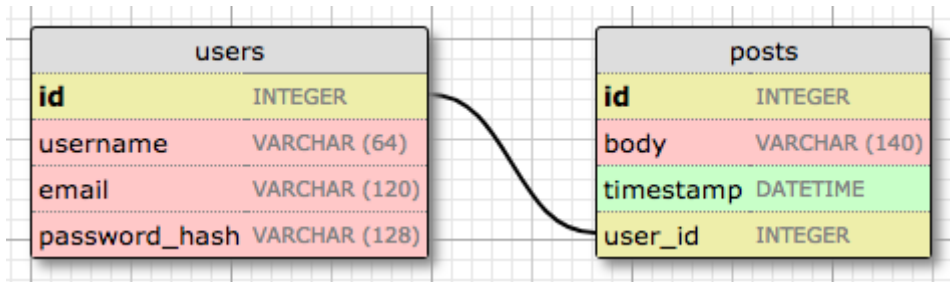 users
id INTEGER
username VARCHAR (64)
email VARCHAR (120)
password_hash VARCHAR (128)
posts
id INTEGER
body VARCHAR (140)
timestamp DATETIME
user_id INTEGER